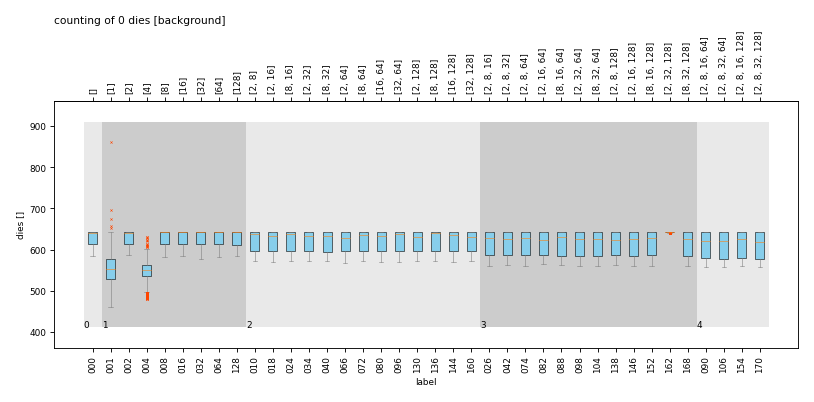 counting of 0 dies [background]
[] [1] [2] [4] [8] [16] [32] [64] [128] [2, 8] [2, 16] [8, 16] [2, 32] [8, 32] [2, 64] [8, 64] [16, 64] [32, 64] [2, 128] [8, 128] [16, 128] [32, 128] [2, 8, 16] [2, 8, 32] [2, 8, 64] [2, 16, 64] [8, 16, 64] [2, 32, 64] [8, 32, 64] [2, 8, 128] [2, 16, 128] [8, 16, 128] [2, 32, 128] [8, 32, 128] [2, 8, 16, 64] [2, 8, 32, 64] [2, 8, 16, 128] [2, 8, 32, 128]
900
800
700
600
500
400
dies []
0 1 2 3 4
000 001 002 004 008 016 032 064 128 010 018 024 034 040 066 072 080 096 130 136 144 160 026 042 074 082 088 098 104 138 146 152 162 168 090 106 154 170
label